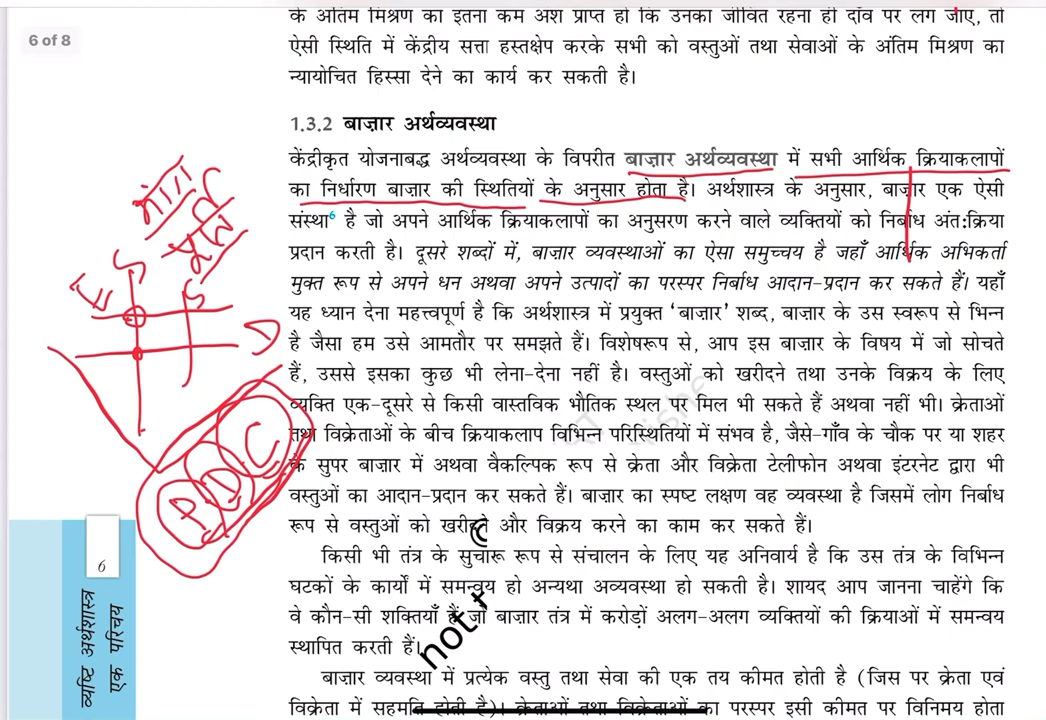 6 of 8
के अंतिम मिश्रण का इतना कम अंश प्राप्त हो कि उनका जीवित रहना ही दाँव पर लग जाए, तो
ऐसी स्थिति में केंद्रीय सत्ता हस्तक्षेप करके सभी को वस्तुओं तथा सेवाओं के अंतिम मिश्रण का
न्यायोचित हिस्सा देने का कार्य कर सकती है।
1.3.2 बाज़ार अर्थव्यवस्था
केंद्रीकृत योजनाबद्ध अर्थव्यवस्था के विपरीत बाज़ार अर्थव्यवस्था में सभी आर्थिक क्रियाकलापों
का निर्धारण बाज़ार की स्थितियों के अनुसार होता है। अर्थशास्त्र के अनुसार, बाज़ार एक ऐसी
संस्था6 है जो अपने आर्थिक क्रियाकलापों का अनुसरण करने वाले व्यक्तियों को निर्बाध अंत:क्रिया
प्रदान करती है। दूसरे शब्दों में, बाज़ार व्यवस्थाओं का ऐसा समुच्चय है जहाँ आर्थिक अभिकर्ता
मुक्त रूप से अपने धन अथवा अपने उत्पादों का परस्पर निर्बाध आदान-प्रदान कर सकते हैं। यहाँ
यह ध्यान देना महत्त्वपूर्ण है कि अर्थशास्त्र में प्रयुक्त ‘बाज़ार’ शब्द, बाज़ार के उस स्वरूप से भिन्न
है जैसा हम उसे आमतौर पर समझते हैं। विशेषरूप से, आप इस बाज़ार के विषय में जो सोचते
हैं, उससे इसका कुछ भी लेना-देना नहीं है। वस्तुओं को खरीदने तथा उनके विक्रय के लिए
व्यक्ति एक-दूसरे से किसी वास्तविक भौतिक स्थल पर मिल भी सकते हैं अथवा नहीं भी। क्रेताओं
तथा विक्रेताओं के बीच क्रियाकलाप विभिन्न परिस्थितियों में संभव है, जैसे-गाँव के चौक पर या शहर
के सुपर बाज़ार में अथवा वैकल्पिक रूप से क्रेता और विक्रेता टेलीफोन अथवा इंटरनेट द्वारा भी
वस्तुओं का आदान-प्रदान कर सकते हैं। बाज़ार का स्पष्ट लक्षण वह व्यवस्था है जिसमें लोग निर्बाध
रूप से वस्तुओं को खरीदने और विक्रय करने का काम कर सकते हैं।
किसी भी तंत्र के सुचारू रूप से संचालन के लिए यह अनिवार्य है कि उस तंत्र के विभिन्न
घटकों के कार्यों में समन्वय हो अन्यथा अव्यवस्था हो सकती है। शायद आप जानना चाहेंगे कि
वे कौन-सी शक्तियाँ हैं जो बाज़ार तंत्र में करोड़ों अलग-अलग व्यक्तियों की क्रियाओं में समन्वय
स्थापित करती हैं।
बाज़ार व्यवस्था में प्रत्येक वस्तु तथा सेवा की एक तय कीमत होती है (जिस पर क्रेता एवं
विक्रेता में सहमति होती है)। क्रेताओं तथा विक्रेताओं का परस्पर इसी कीमत पर विनिमय होता
मांग
S
E
S
D
P D C
6
व्यष्टि अर्थशास्त्र
एक परिचय
©
not